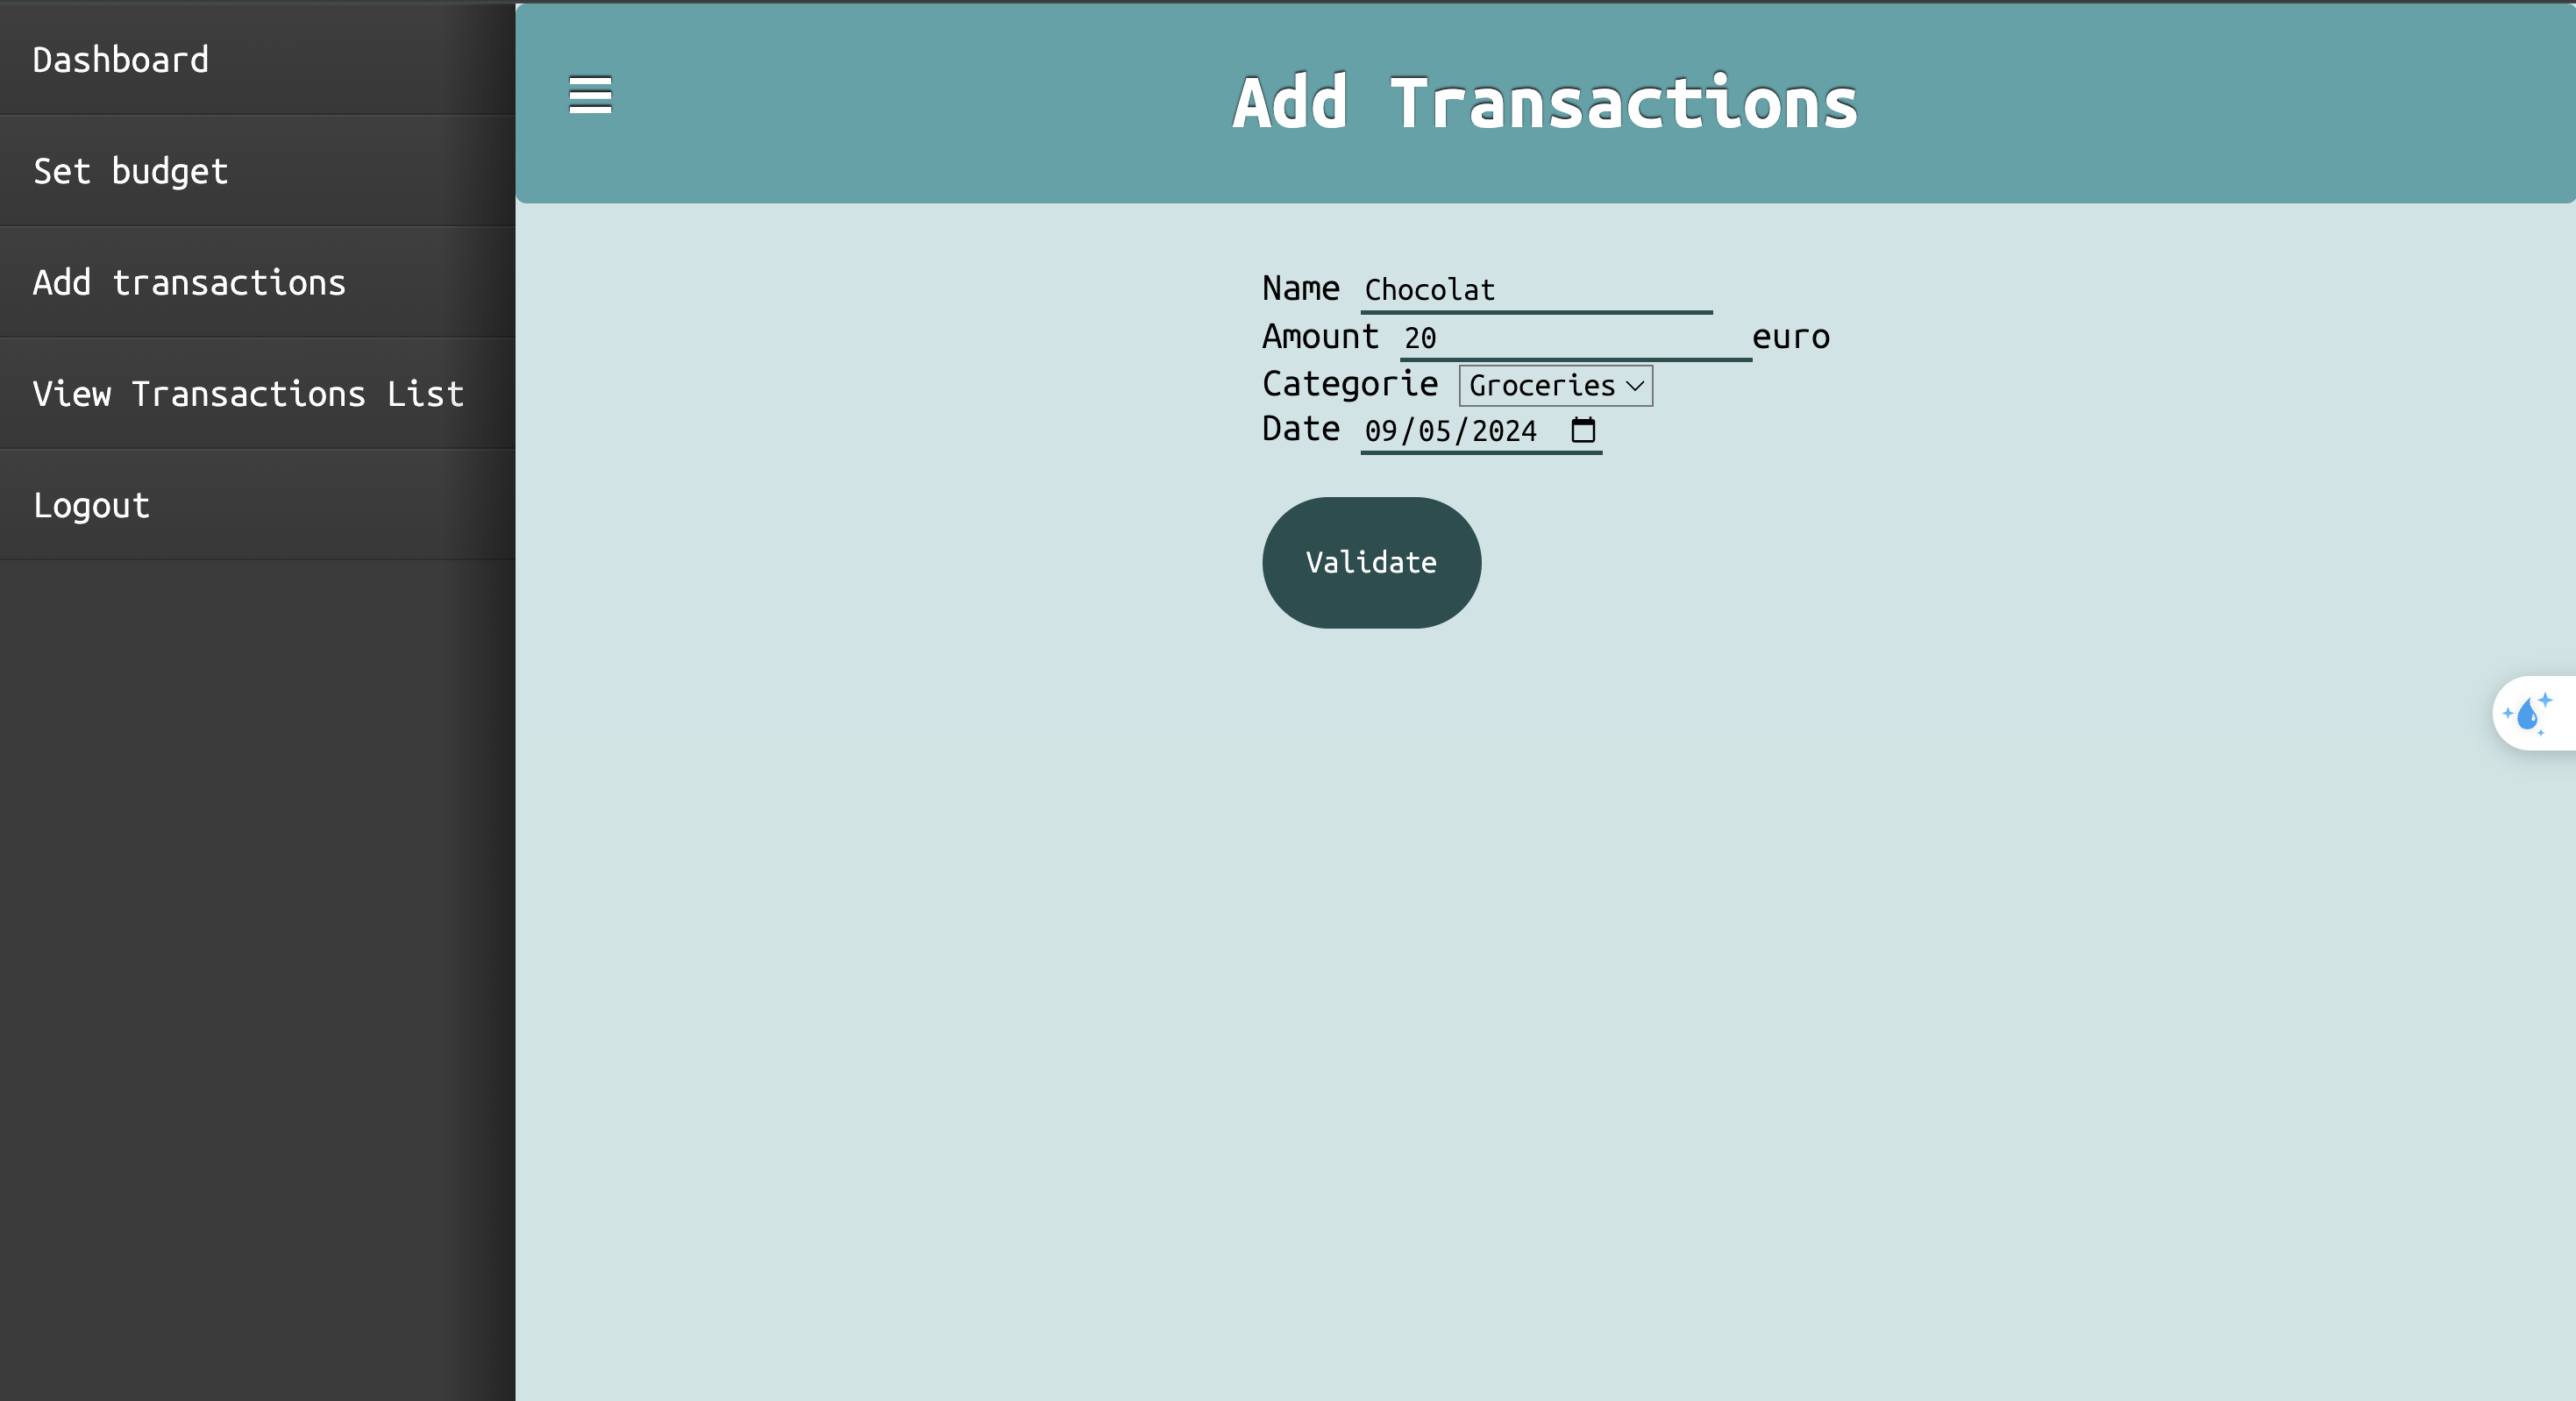 Dashboard
Set budget
Add transactions
View Transactions List
Logout
Add Transactions
Name Chocolat
Amount 20 euro
Categorie Groceries
Date 09/05/2024
Validate